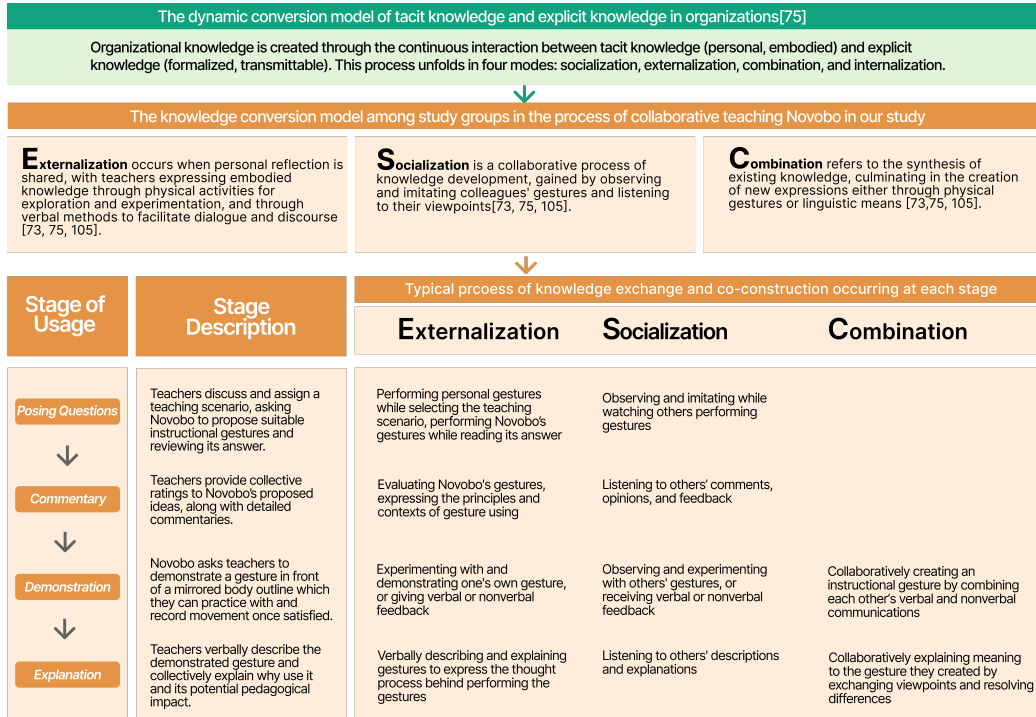 The dynamic conversion model of tacit knowledge and explicit knowledge in organizations[75]
Organizational knowledge is created through the continuous interaction between tacit knowledge (personal, embodied) and explicit
knowledge (formalized, transmittable). This process unfolds in four modes: socialization, externalization, combination, and internalization.
The knowledge conversion model among study groups in the process of collaborative teaching Novobo in our study
Externalization occurs when personal reflection is
shared, with teachers expressing embodied
knowledge through physical activities for
exploration and experimentation, and through
verbal methods to facilitate dialogue and discourse
[73, 75, 105].
Socialization is a collaborative process of
knowledge development, gained by observing
and imitating colleagues' gestures and listening
to their viewpoints[73, 75, 105].
Combination refers to the synthesis of
existing knowledge, culminating in the creation
of new expressions either through physical
gestures or linguistic means [73,75, 105].
Stage of
Usage
Stage
Description
Typical prcoess of knowledge exchange and co-construction occurring at each stage
Externalization
Socialization
Combination
Posing Questions
Teachers discuss and assign a
teaching scenario, asking
Novobo to propose suitable
instructional gestures and
reviewing its answer.
Performing personal gestures
while selecting the teaching
scenario, performing Novobo's
gestures while reading its answer
Observing and imitating while
watching others performing
gestures
Commentary
Teachers provide collective
ratings to Novobo's proposed
ideas, along with detailed
commentaries.
Evaluating Novobo's gestures,
expressing the principles and
contexts of gesture using
Listening to others' comments,
opinions, and feedback
Demonstration
Novobo asks teachers to
demonstrate a gesture in front
of a mirrored body outline which
they can practice with and
record movement once satisfied.
Experimenting with and
demonstrating one's own gesture,
or giving verbal or nonverbal
feedback
Observing and experimenting
with others' gestures, or
receiving verbal or nonverbal
feedback
Collaboratively creating an
instructional gesture by combining
each other's verbal and nonverbal
communications
Explanation
Teachers verbally describe the
demonstrated gesture and
collectively explain why use it
and its potential pedagogical
impact.
Verbally describing and explaining
gestures to express the thought
process behind performing the
gestures
Listening to others' descriptions
and explanations
Collaboratively explaining meaning
to the gesture they created by
exchanging viewpoints and resolving
differences